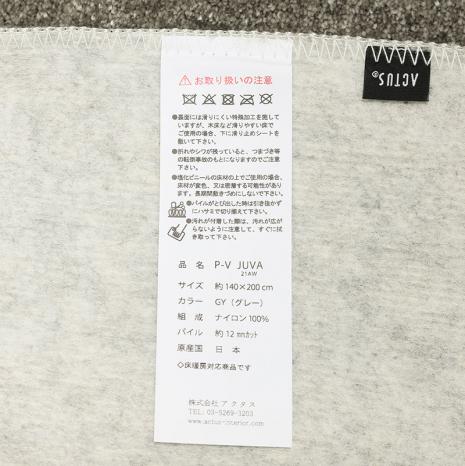 ACTUS®
⚠お取り扱いの注意
●裏面には滑りにくい特殊加工を施して
いますが、木床など滑りやすい床で
ご使用の場合、下に滑り止めシートを
敷いて下さい。
●折れやシワが残っていると、つまづき等
の転倒事故のもとになりますのでご注意
下さい。
●塩化ビニールの床材の上でご使用の場合、
床材が変色、又は密着する可能性があり
ます。長期間敷きづめにしないで下さい。
●パイルがとび出した時は引き抜かず
にハサミで切り揃えて下さい。
●汚れが付着した際は、汚れが広が
らないように注意して、すぐに拭
き取って下さい。
品 名 P-V JUVA
21AW
サイズ 約140×200cm
カラー GY（グレー）
組 成 ナイロン100%
パイル 約12mmカット
原産国 日 本
◇床暖房対応商品です
株式会社 アクタス
TEL: 03-5269-3203
www.actus-interior.com